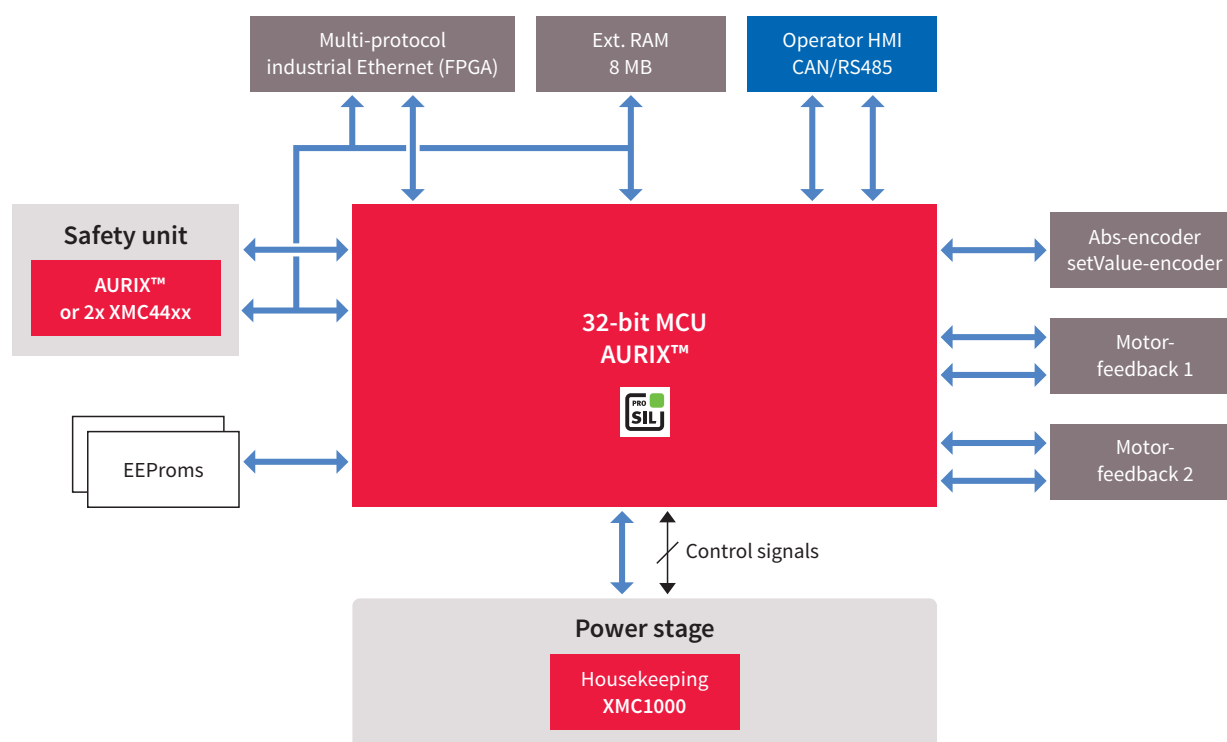 Multi-protocol
industrial Ethernet (FPGA)
Ext. RAM
8 MB
Operator HMI
CAN/RS485
Safety unit
AURIX™
or 2x XMC44xx
32-bit MCU
AURIX™
PRO
SIL
Abs-encoder
setValue-encoder
Motor-
feedback 1
Motor-
feedback 2
EEProms
Control signals
Power stage
Housekeeping
XMC1000